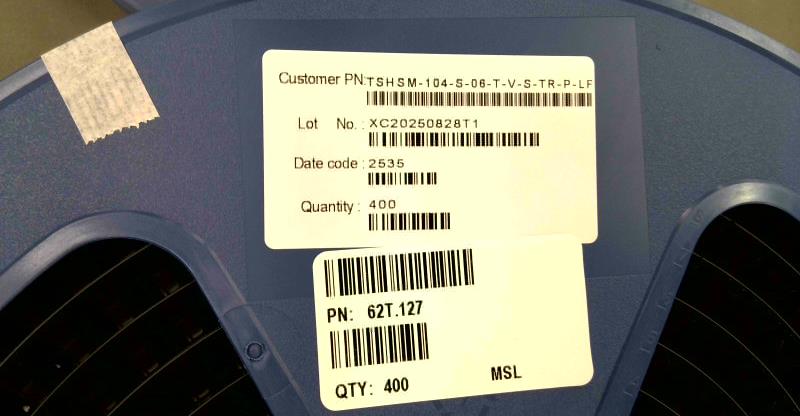 Customer PN: TSHSM-104-S-06-T-V-S-TR-P-LF
Lot No. : XC20250828T1
Date code : 2535
Quantity : 400
PN: 62T.127
QTY: 400 MSL